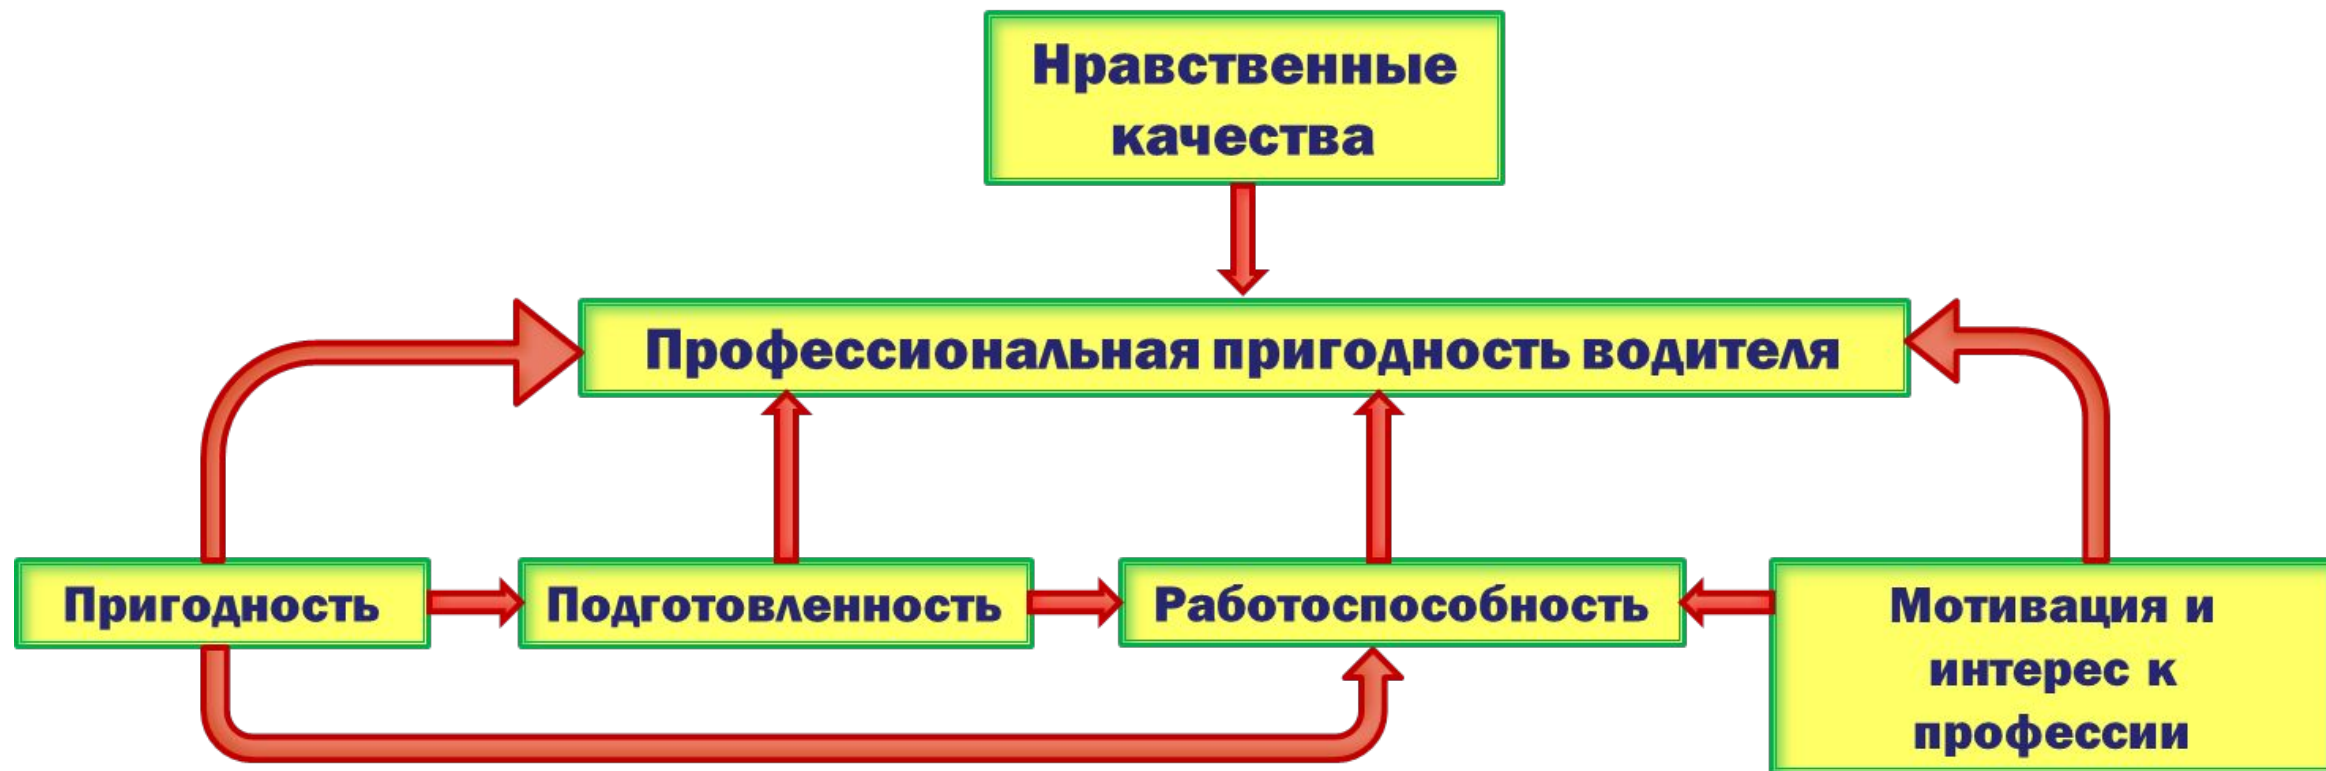 Нравственные
качества
Профессиональная пригодность водителя
Пригодность
Подготовленность
Работоспособность
Мотивация и
интерес к
профессии